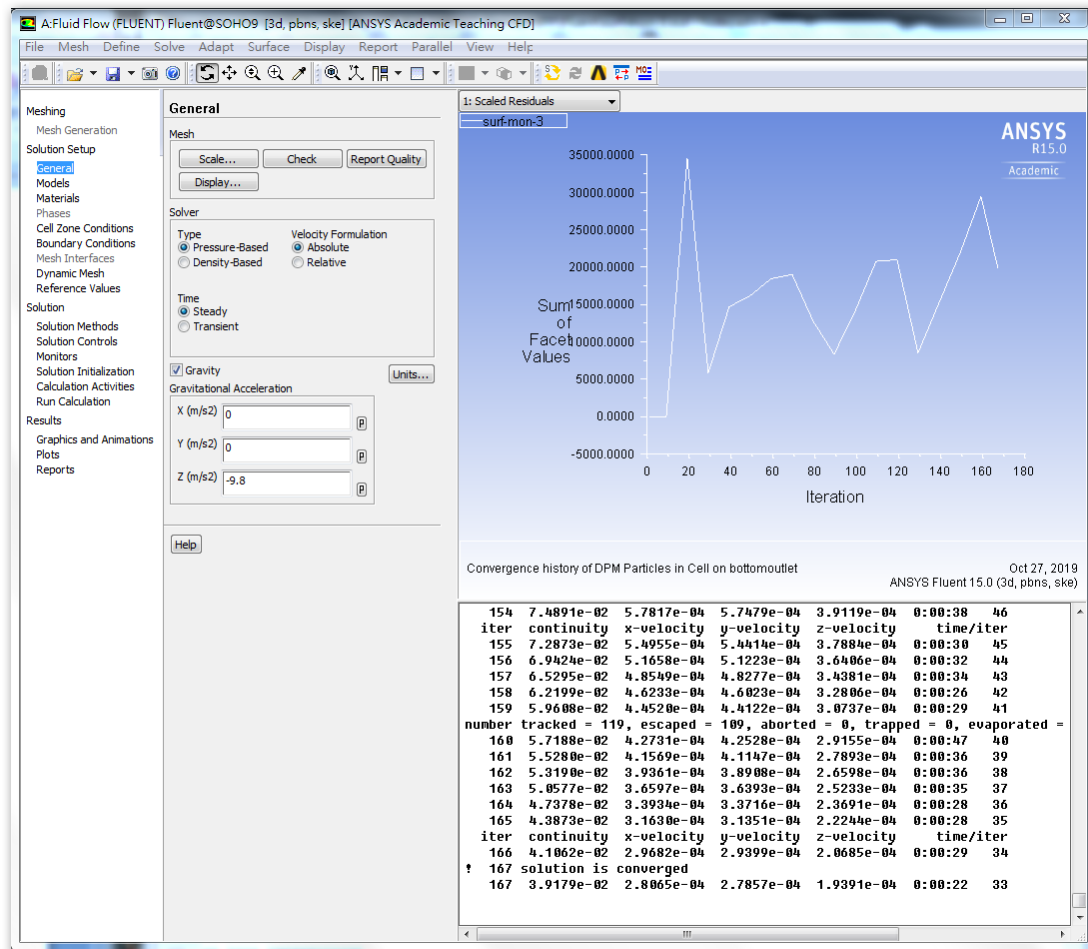 A:Fluid Flow (FLUENT) Fluent@SOHO9 [3d, pbns, ske] [ANSYS Academic Teaching CFD]
File Mesh Define Solve Adapt Surface Display Report Parallel View Help
Meshing
Mesh Generation
Solution Setup
General
Models
Materials
Phases
Cell Zone Conditions
Boundary Conditions
Mesh Interfaces
Dynamic Mesh
Reference Values
Solution
Solution Methods
Solution Controls
Monitors
Solution Initialization
Calculation Activities
Run Calculation
Results
Graphics and Animations
Plots
Reports
General
Mesh
Scale... Check Report Quality
Display...
Solver
Type Velocity Formulation
Pressure-Based Absolute
Density-Based Relative
Time
Steady
Transient
Gravity Units...
Gravitational Acceleration
X (m/s2) 0 P
Y (m/s2) 0 P
Z (m/s2) -9.8 P
Help
1: Scaled Residuals
surf-mon-3
ANSYS
R15.0
Academic
35000.0000
30000.0000
25000.0000
20000.0000
15000.0000
10000.0000
5000.0000
0.0000
-5000.0000
Sum
of
Facet
Values
0 20 40 60 80 100 120 140 160 180
Iteration
Convergence history of DPM Particles in Cell on bottomoutlet Oct 27, 2019
ANSYS Fluent 15.0 (3d, pbns, ske)
154 7.4891e-02 5.7817e-04 5.7479e-04 3.9119e-04 0:00:38 46
iter continuity x-velocity y-velocity z-velocity time/iter
155 7.2873e-02 5.4955e-04 5.4414e-04 3.7884e-04 0:00:30 45
156 6.9424e-02 5.1658e-04 5.1223e-04 3.6406e-04 0:00:32 44
157 6.5295e-02 4.8549e-04 4.8277e-04 3.4381e-04 0:00:34 43
158 6.2199e-02 4.6233e-04 4.6023e-04 3.2806e-04 0:00:26 42
159 5.9608e-02 4.4520e-04 4.4122e-04 3.0737e-04 0:00:29 41
number tracked = 119, escaped = 109, aborted = 0, trapped = 0, evaporated =
160 5.7188e-02 4.2731e-04 4.2528e-04 2.9155e-04 0:00:47 40
161 5.5280e-02 4.1569e-04 4.1147e-04 2.7893e-04 0:00:36 39
162 5.3190e-02 3.9361e-04 3.8908e-04 2.6598e-04 0:00:36 38
163 5.0577e-02 3.6597e-04 3.6393e-04 2.5233e-04 0:00:35 37
164 4.7378e-02 3.3934e-04 3.3716e-04 2.3691e-04 0:00:28 36
165 4.3873e-02 3.1630e-04 3.1351e-04 2.2244e-04 0:00:28 35
iter continuity x-velocity y-velocity z-velocity time/iter
166 4.1062e-02 2.9682e-04 2.9399e-04 2.0685e-04 0:00:29 34
! 167 solution is converged
167 3.9179e-02 2.8065e-04 2.7857e-04 1.9391e-04 0:00:22 33